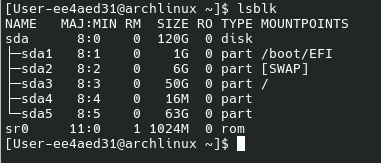 [User-ee4aed31@archlinux ~]$ lsblk
NAME   MAJ:MIN RM  SIZE RO TYPE MOUNTPOINTS
sda      8:0    0  120G  0 disk
├─sda1   8:1    0    1G  0 part /boot/EFI
├─sda2   8:2    0    6G  0 part [SWAP]
├─sda3   8:3    0   50G  0 part /
├─sda4   8:4    0   16M  0 part
└─sda5   8:5    0   63G  0 part
sr0     11:0    1 1024M  0 rom
[User-ee4aed31@archlinux ~]$